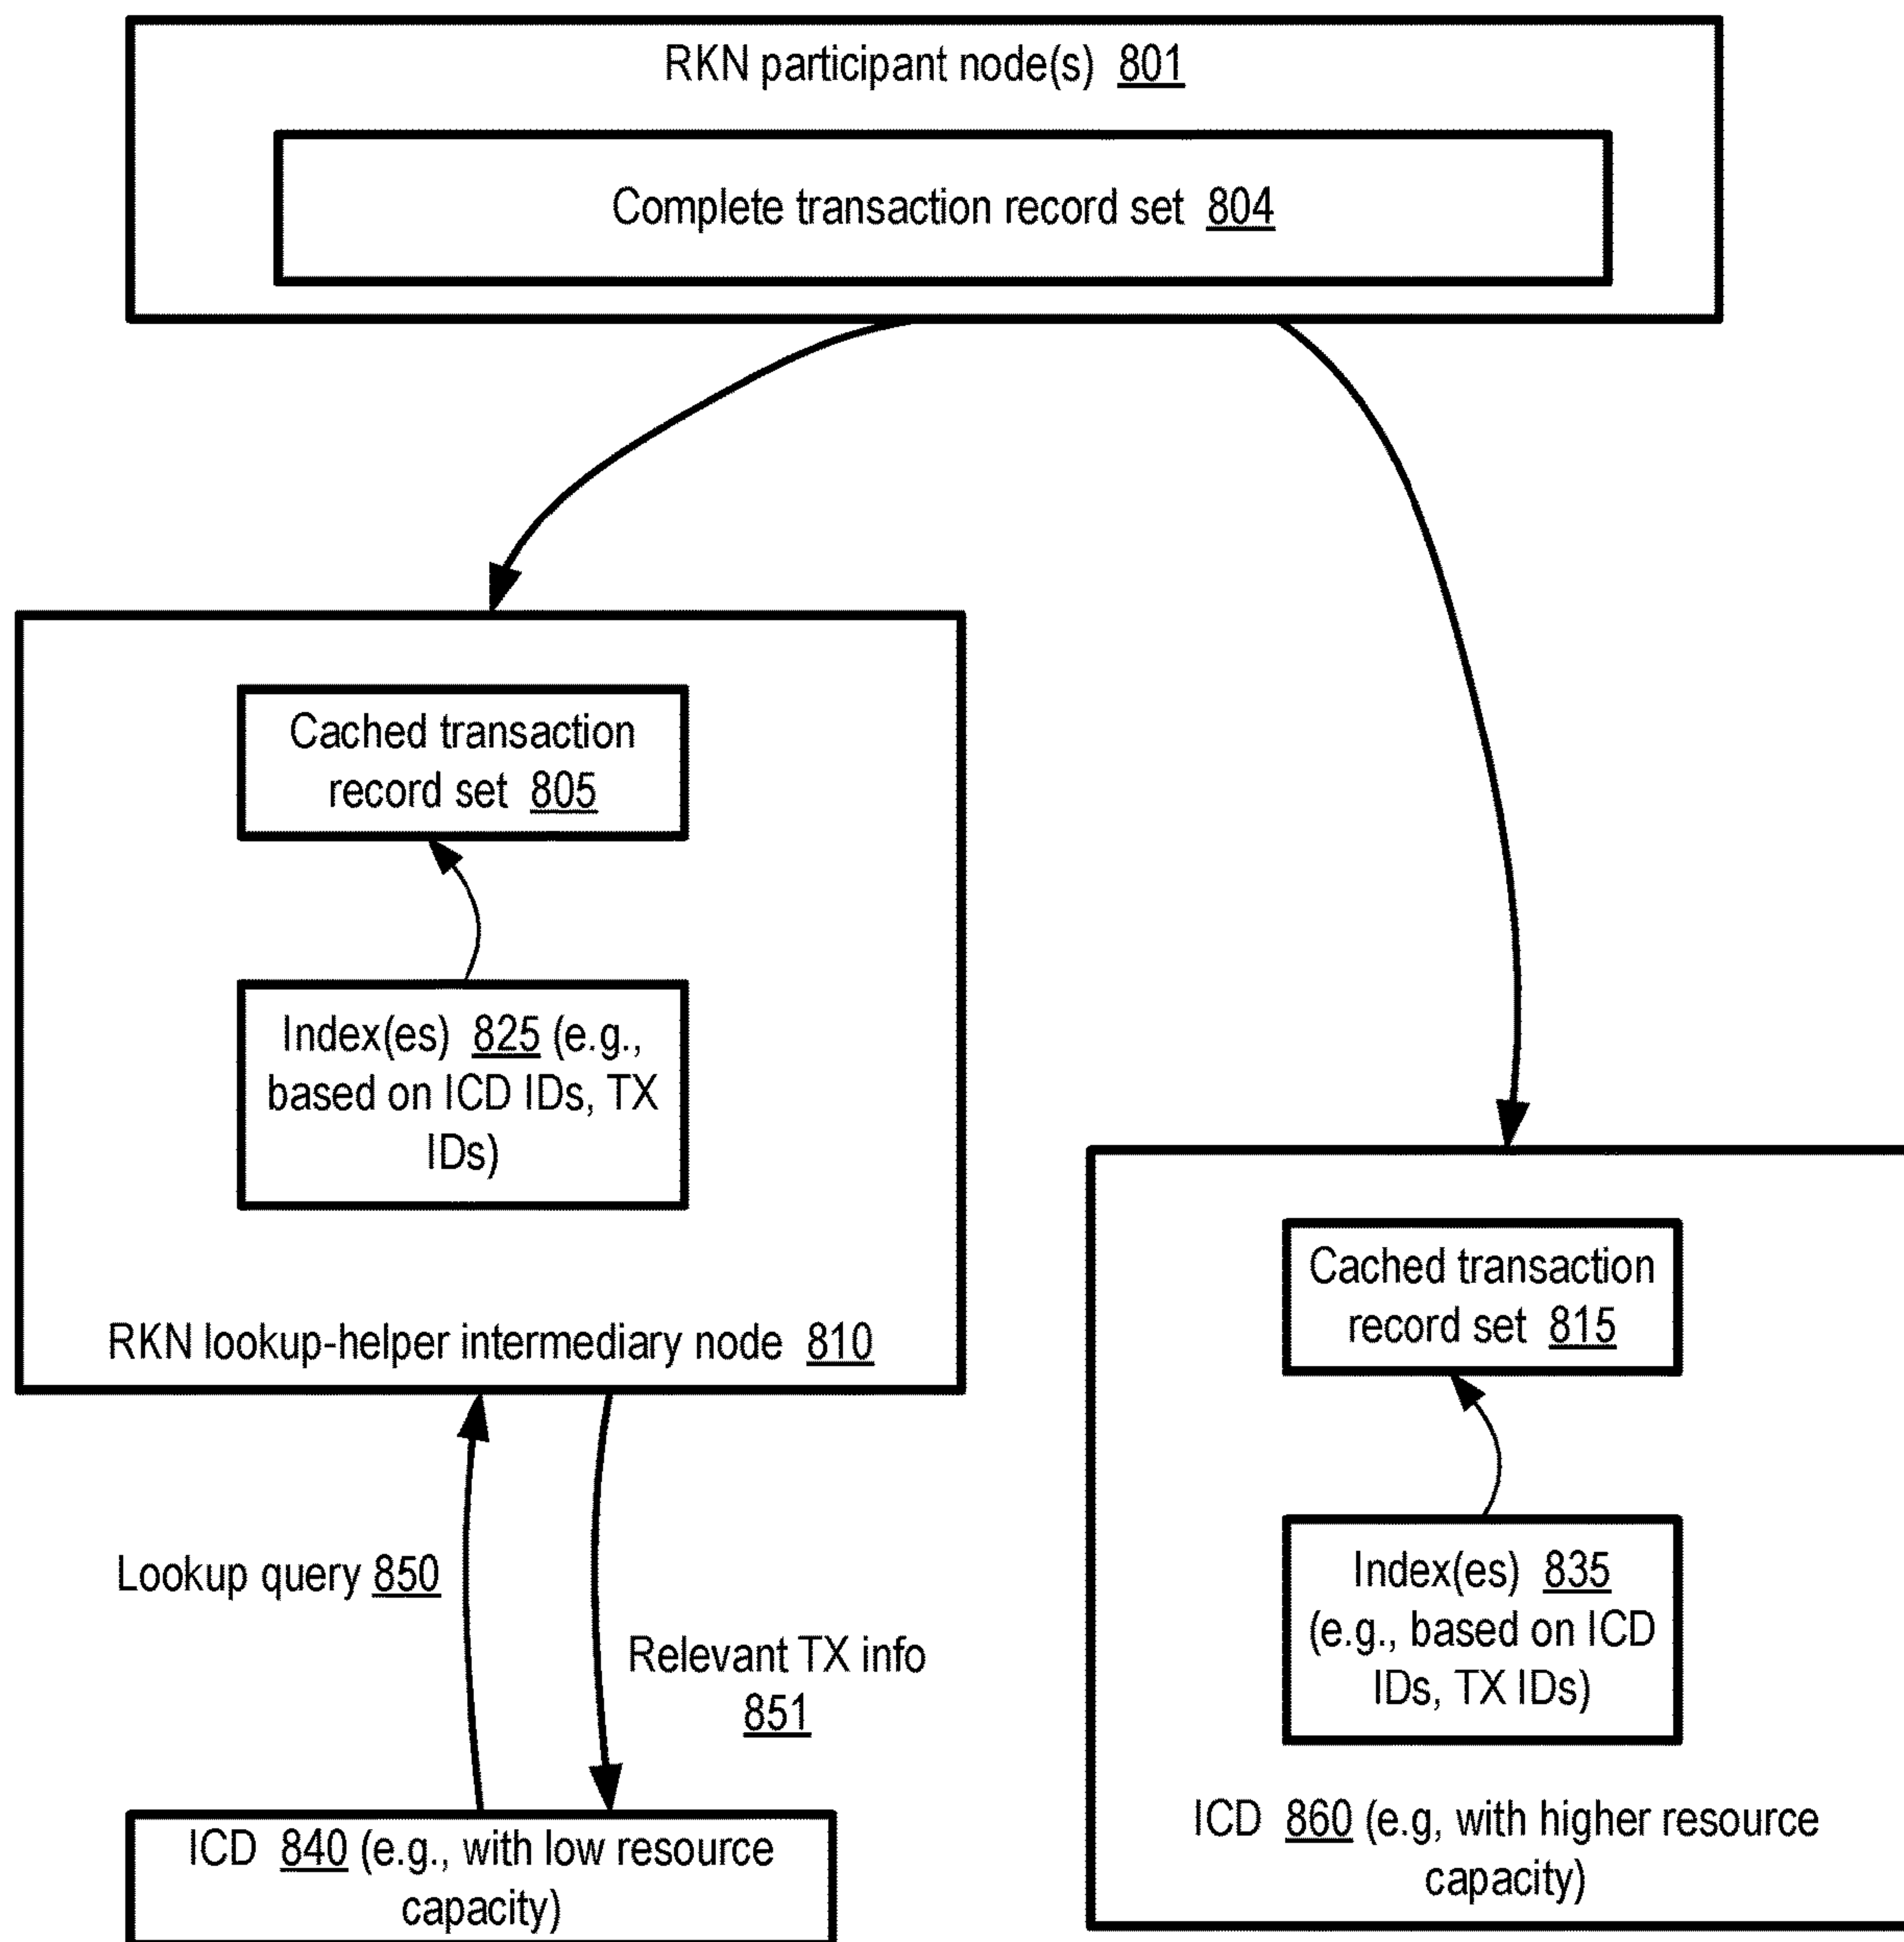 RKN participant node(s) 801
Complete transaction record set 804
Cached transaction
record set 805
Index(es) 825 (e.g.,
based on ICD IDs, TX
IDs)
RKN lookup-helper intermediary node 810
Cached transaction
record set 815
Index(es) 835
(e.g., based on ICD
IDs, TX IDs)
ICD 860 (e.g, with higher resource
capacity)
Lookup query 850
Relevant TX info
851
ICD 840 (e.g., with low resource
capacity)